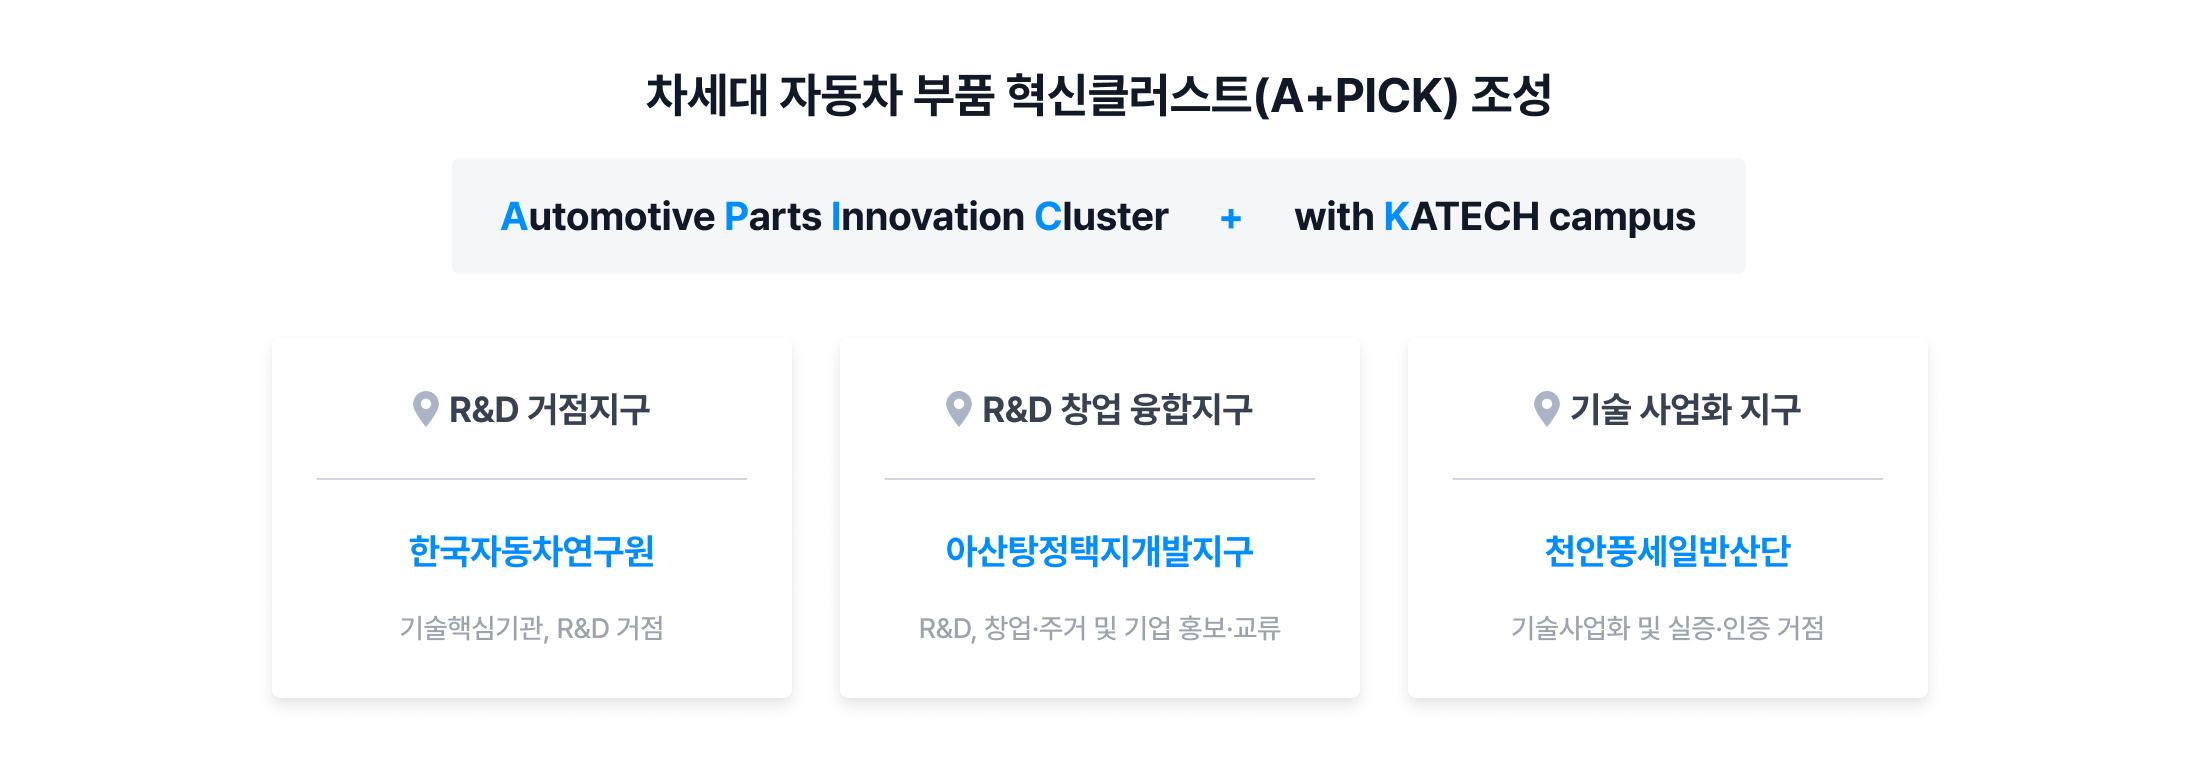 차세대 자동차 부품 혁신클러스트(A+PICK) 조성
Automotive Parts Innovation Cluster + with KATECH campus
R&D 거점지구
한국자동차연구원
기술핵심기관, R&D 거점
R&D 창업 융합지구
아산탕정택지개발지구
R&D, 창업·주거 및 기업 홍보·교류
기술 사업화 지구
천안풍세일반산단
기술사업화 및 실증·인증 거점